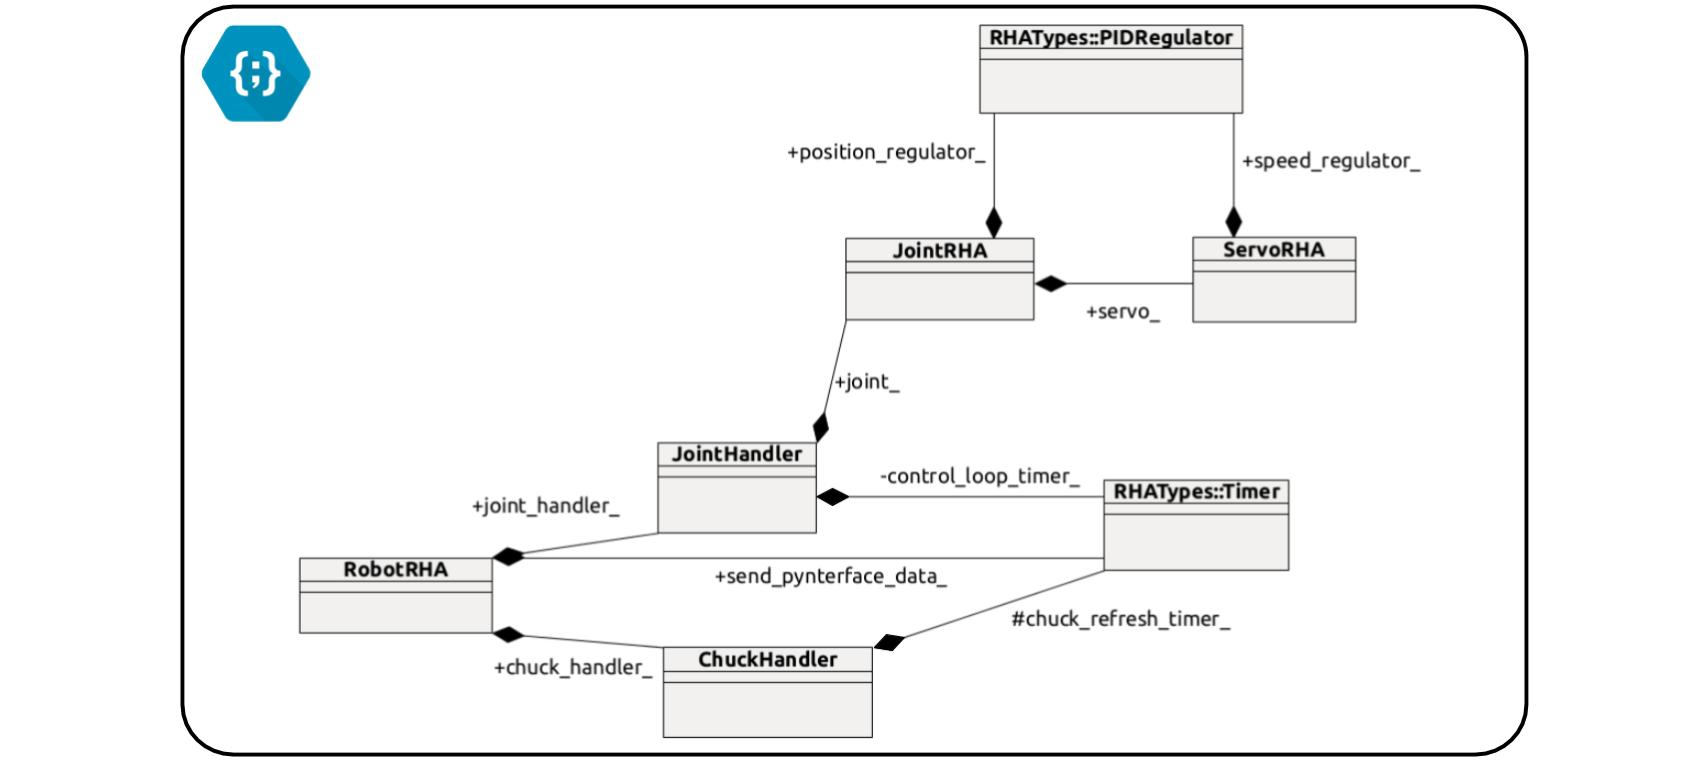 {;}
RHATypes::PIDRegulator
+position_regulator_
+speed_regulator_
JointRHA
ServoRHA
+servo_
+joint_
JointHandler
-control_loop_timer_
RHATypes::Timer
+joint_handler_
RobotRHA
+send_pynterface_data_
#chuck_refresh_timer_
+chuck_handler_
ChuckHandler